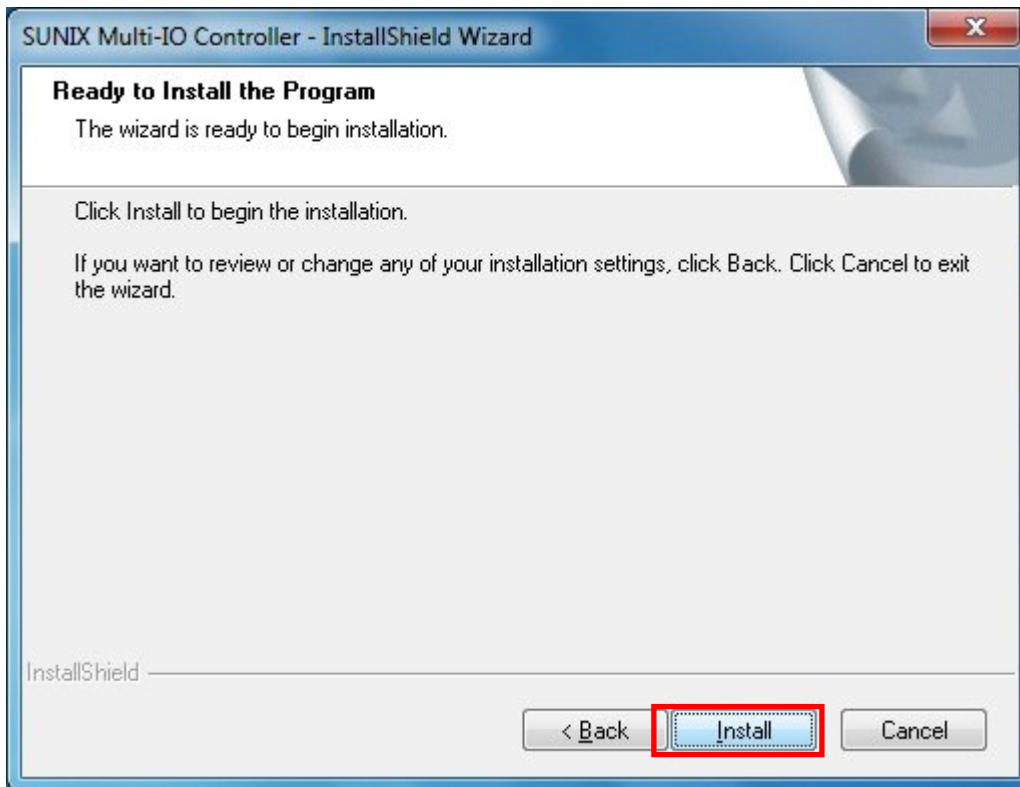 SUNIX Multi-IO Controller - InstallShield Wizard
Ready to Install the Program
The wizard is ready to begin installation.
Click Install to begin the installation.
If you want to review or change any of your installation settings, click Back. Click Cancel to exit
the wizard.
InstallShield
< Back Install Cancel